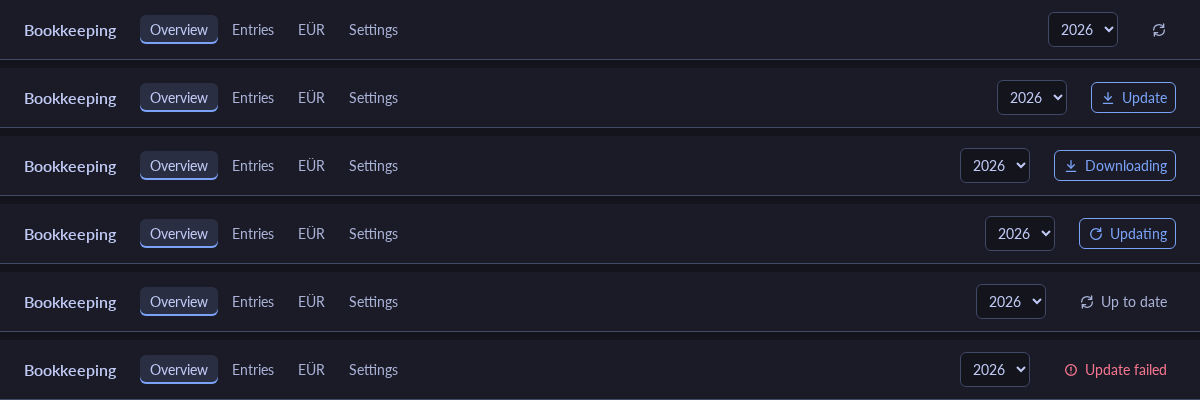 Bookkeeping Overview Entries EÜR Settings 2026
Bookkeeping Overview Entries EÜR Settings 2026 Update
Bookkeeping Overview Entries EÜR Settings 2026 Downloading
Bookkeeping Overview Entries EÜR Settings 2026 Updating
Bookkeeping Overview Entries EÜR Settings 2026 Up to date
Bookkeeping Overview Entries EÜR Settings 2026 Update failed